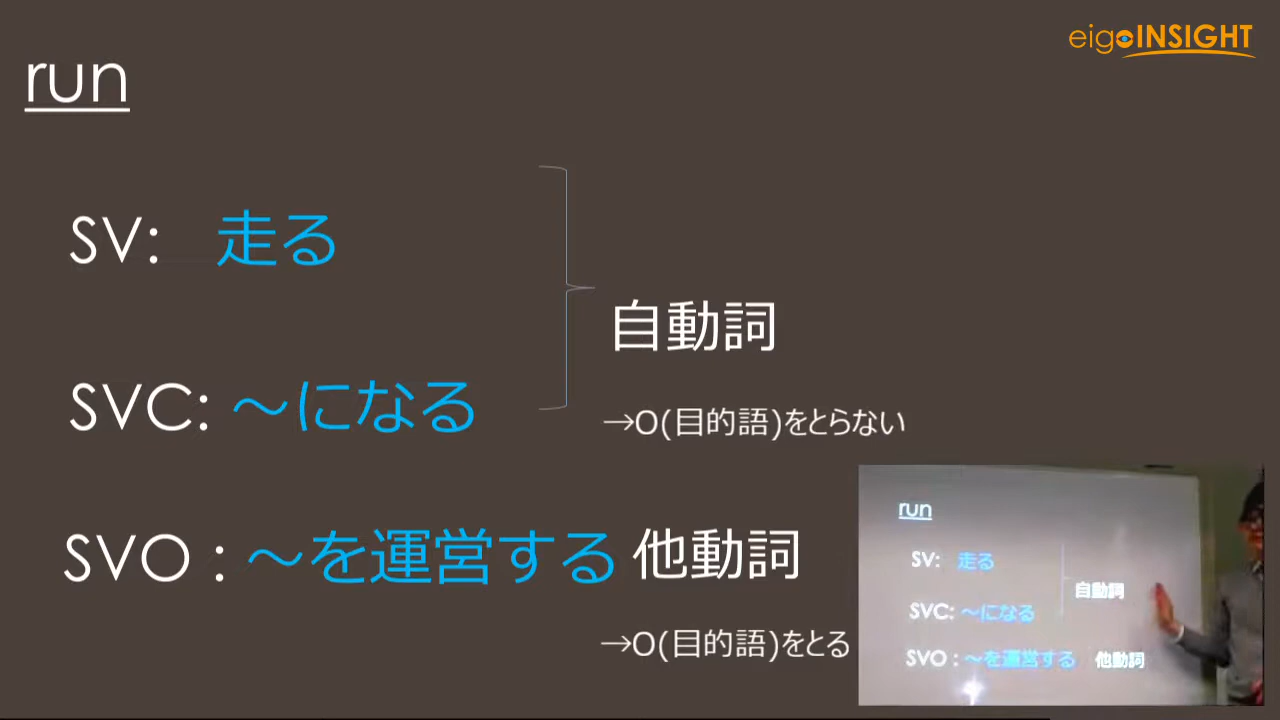 eigoINSIGHT
run
SV: 走る
自動詞
SVC: ～になる
→O(目的語)をとらない
SVO : ～を運営する 他動詞
→O(目的語)をとる
run
SV: 走る
自動詞
SVC: ～になる
SVO : ～を運営する 他動詞